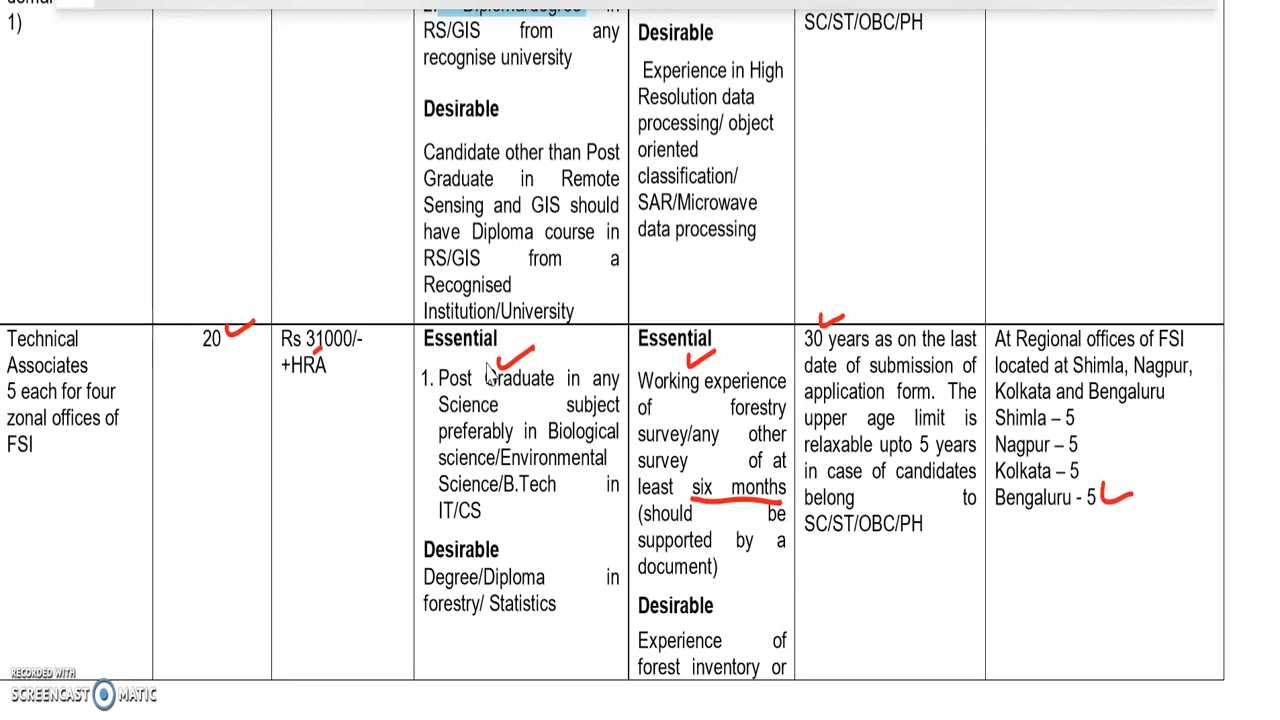 1)
2. Diploma/degree in
RS/GIS from any
recognise university
Desirable
Candidate other than Post
Graduate in Remote
Sensing and GIS should
have Diploma course in
RS/GIS from a
Recognised
Institution/University
Desirable
Experience in High
Resolution data
processing/ object
oriented
classification/
SAR/Microwave
data processing
SC/ST/OBC/PH
Technical
Associates
5 each for four
zonal offices of
FSI
20
Rs 31000/-
+HRA
Essential
1. Post Graduate in any
Science subject
preferably in Biological
science/Environmental
Science/B.Tech in
IT/CS
Desirable
Degree/Diploma in
forestry/ Statistics
Essential
Working experience
of forestry
survey/any other
survey of at
least six months
(should be
supported by a
document)
Desirable
Experience of
forest inventory or
30 years as on the last
date of submission of
application form. The
upper age limit is
relaxable upto 5 years
in case of candidates
belong to
SC/ST/OBC/PH
At Regional offices of FSI
located at Shimla, Nagpur,
Kolkata and Bengaluru
Shimla – 5
Nagpur – 5
Kolkata – 5
Bengaluru - 5
RECORDED WITH
SCREENCAST MATIC